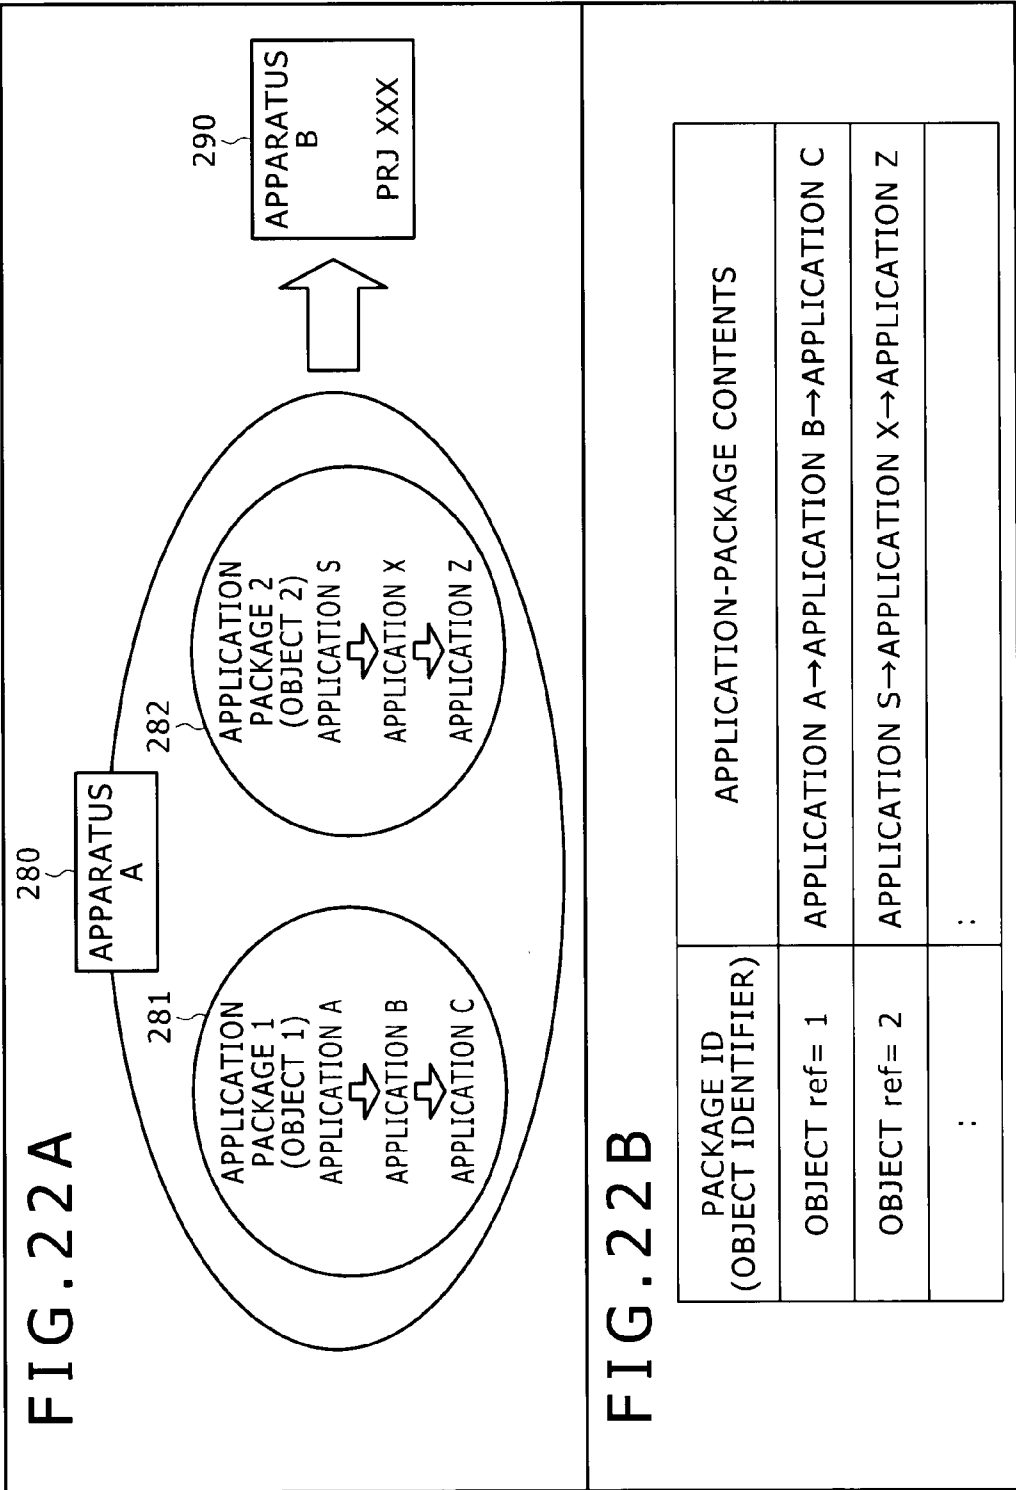 FIG.22A
280
APPARATUS
A
281
APPLICATION
PACKAGE 1
(OBJECT 1)
APPLICATION A
APPLICATION B
APPLICATION C
282
APPLICATION
PACKAGE 2
(OBJECT 2)
APPLICATION S
APPLICATION X
APPLICATION Z
290
APPARATUS
B
PRJ XXX
FIG.22B
PACKAGE ID
(OBJECT IDENTIFIER)
APPLICATION-PACKAGE CONTENTS
OBJECT ref= 1
APPLICATION A→APPLICATION B→APPLICATION C
OBJECT ref= 2
APPLICATION S→APPLICATION X→APPLICATION Z
:
: